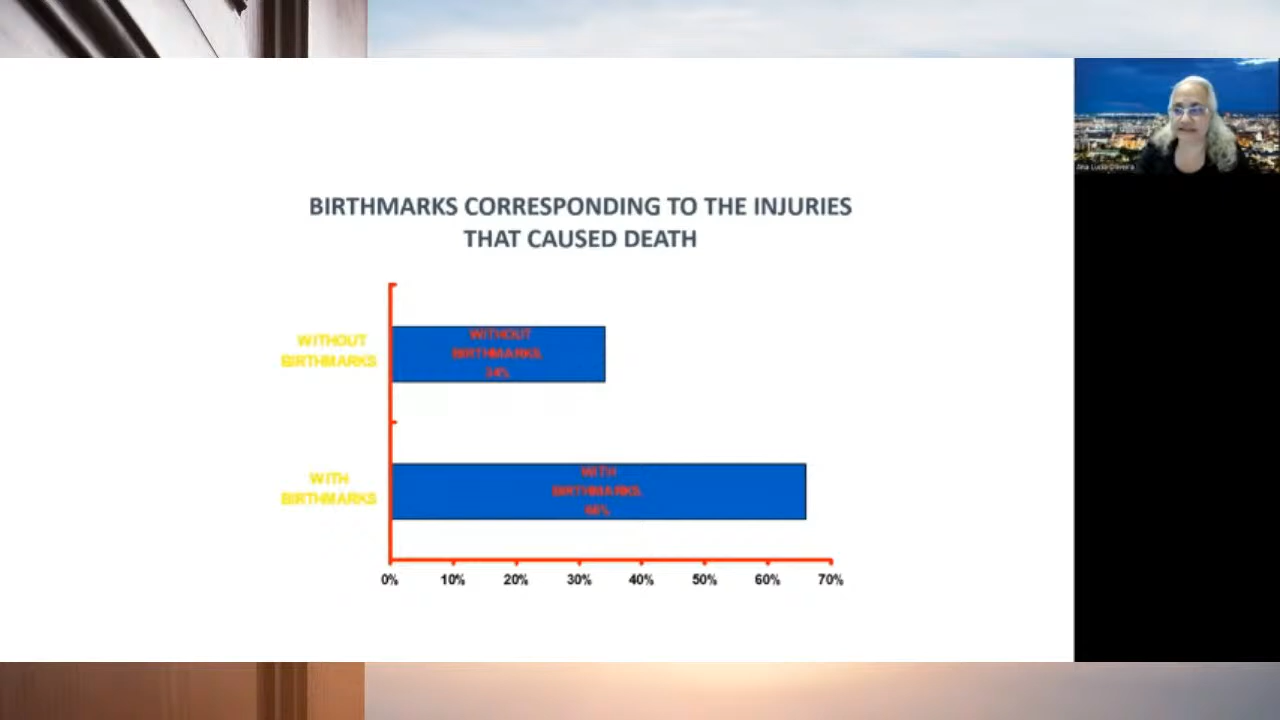 BIRTHMARKS CORRESPONDING TO THE INJURIES
THAT CAUSED DEATH
WITHOUT
BIRTHMARKS
WITHOUT
BIRTHMARKS
34%
WITH
BIRTHMARKS
WITH
BIRTHMARKS
66%
0% 10% 20% 30% 40% 50% 60% 70%